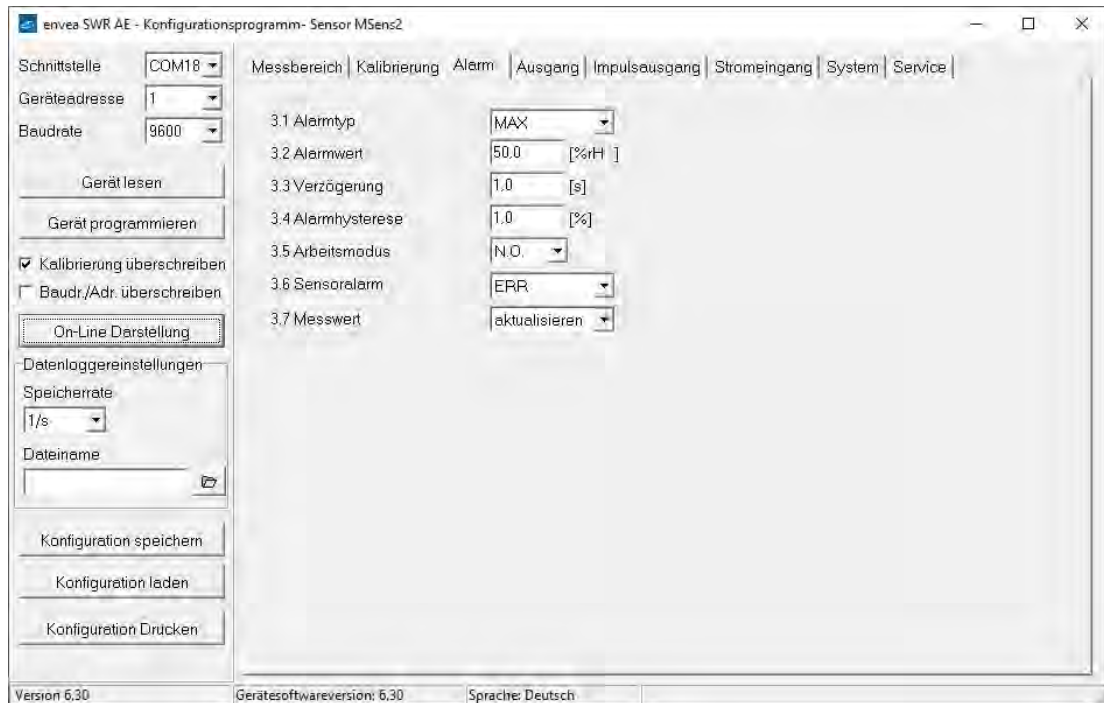 envea SWR AE - Konfigurationsprogramm- Sensor MSens2
Schnittstelle COM18
Geräteadresse 1
Baudrate 9600
Gerät lesen
Gerät programmieren
Kalibrierung überschreiben
Baudr./Adr. überschreiben
On-Line Darstellung
Datenloggereinstellungen
Speicherrate
1/s
Dateiname
Konfiguration speichern
Konfiguration laden
Konfiguration Drucken
Messbereich Kalibrierung Alarm Ausgang Impulsausgang Stromeingang System Service
3.1 Alarmtyp MAX
3.2 Alarmwert 50.0 [%rH ]
3.3 Verzögerung 1.0 [s]
3.4 Alarmhysterese 1.0 [%]
3.5 Arbeitsmodus N.O.
3.6 Sensoralarm ERR
3.7 Messwert aktualisieren
Version 6,30 Gerätesoftwareversion: 6,30 Sprache: Deutsch